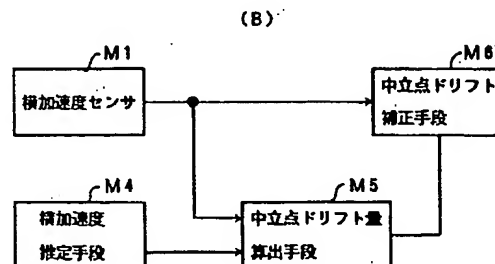 (B)
M1
横加速度センサ
M6
中立点ドリフト
補正手段
M4
横加速度
推定手段
M5
中立点ドリフト量
算出手段